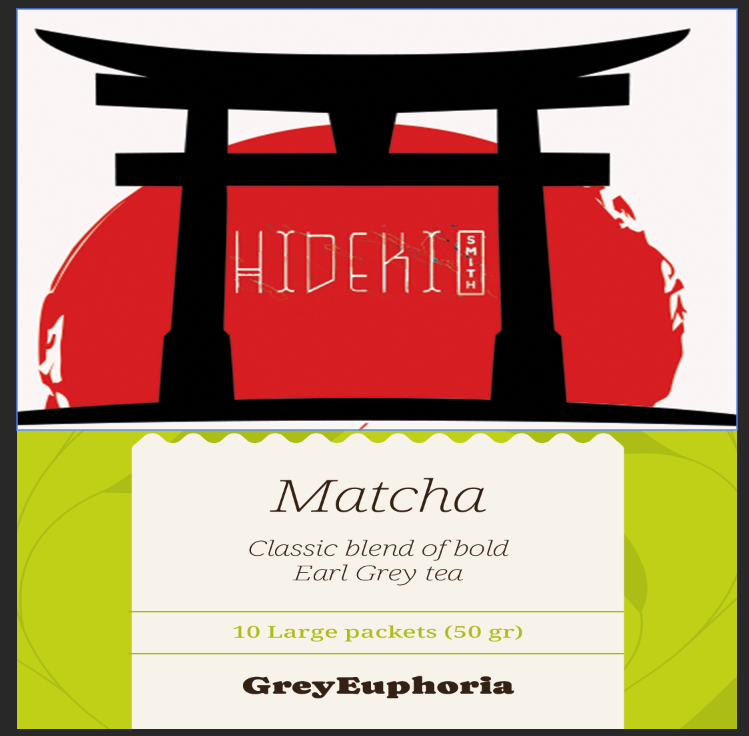 HIDEKI SMITH
Matcha
Classic blend of bold
Earl Grey tea
10 Large packets (50 gr)
GreyEuphoria